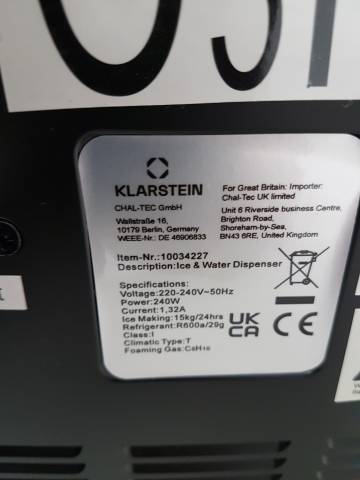 KLARSTEIN
CHAL-TEC GmbH
Wallstraße 16,
10179 Berlin, Germany
WEEE-Nr.: DE 46906833
For Great Britain: Importer:
Chal-Tec UK limited
Unit 6 Riverside business Centre,
Brighton Road,
Shoreham-by-Sea,
BN43 6RE, United Kingdom
Item-Nr.:10034227
Description:Ice & Water Dispenser
Specifications:
Voltage:220-240V~50Hz
Power:240W
Current:1,32A
Ice Making:15kg/24hrs
Refrigerant:R600a/29g
Class:I
Climatic Type:T
Foaming Gas:C5H10
UK
CA
CE